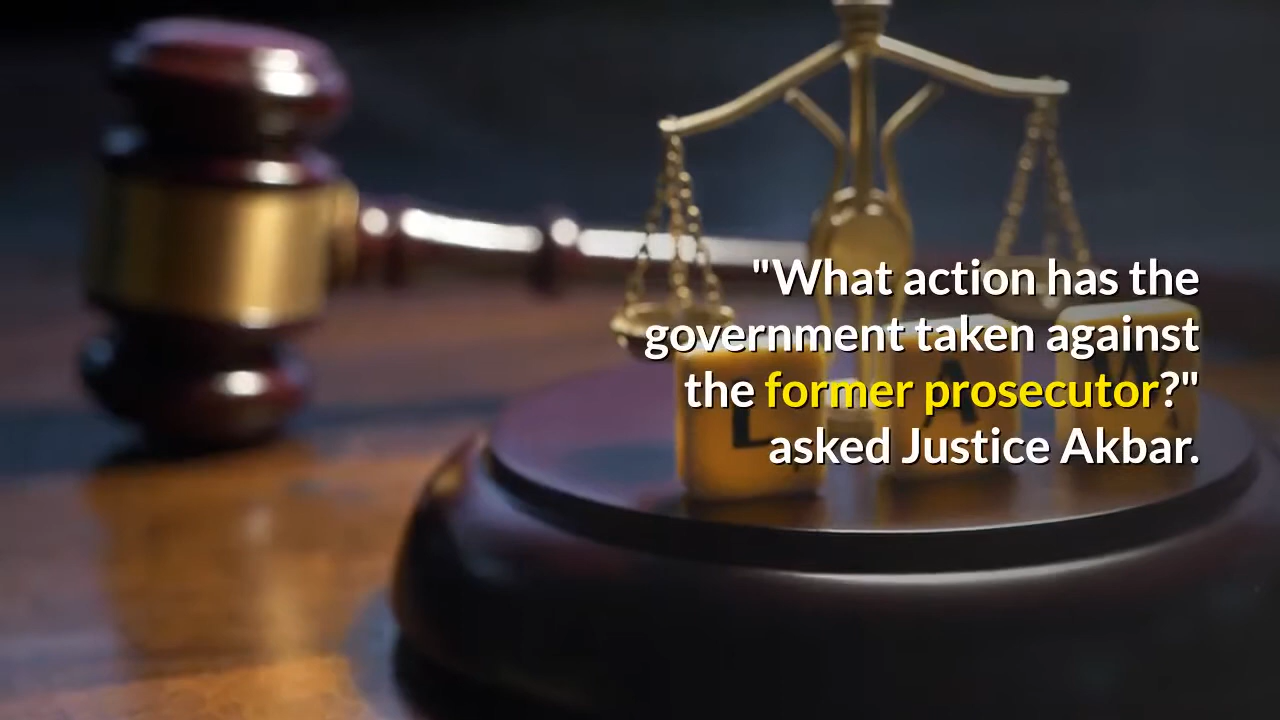 "What action has the
government taken against
the former prosecutor?"
asked Justice Akbar.
L A W